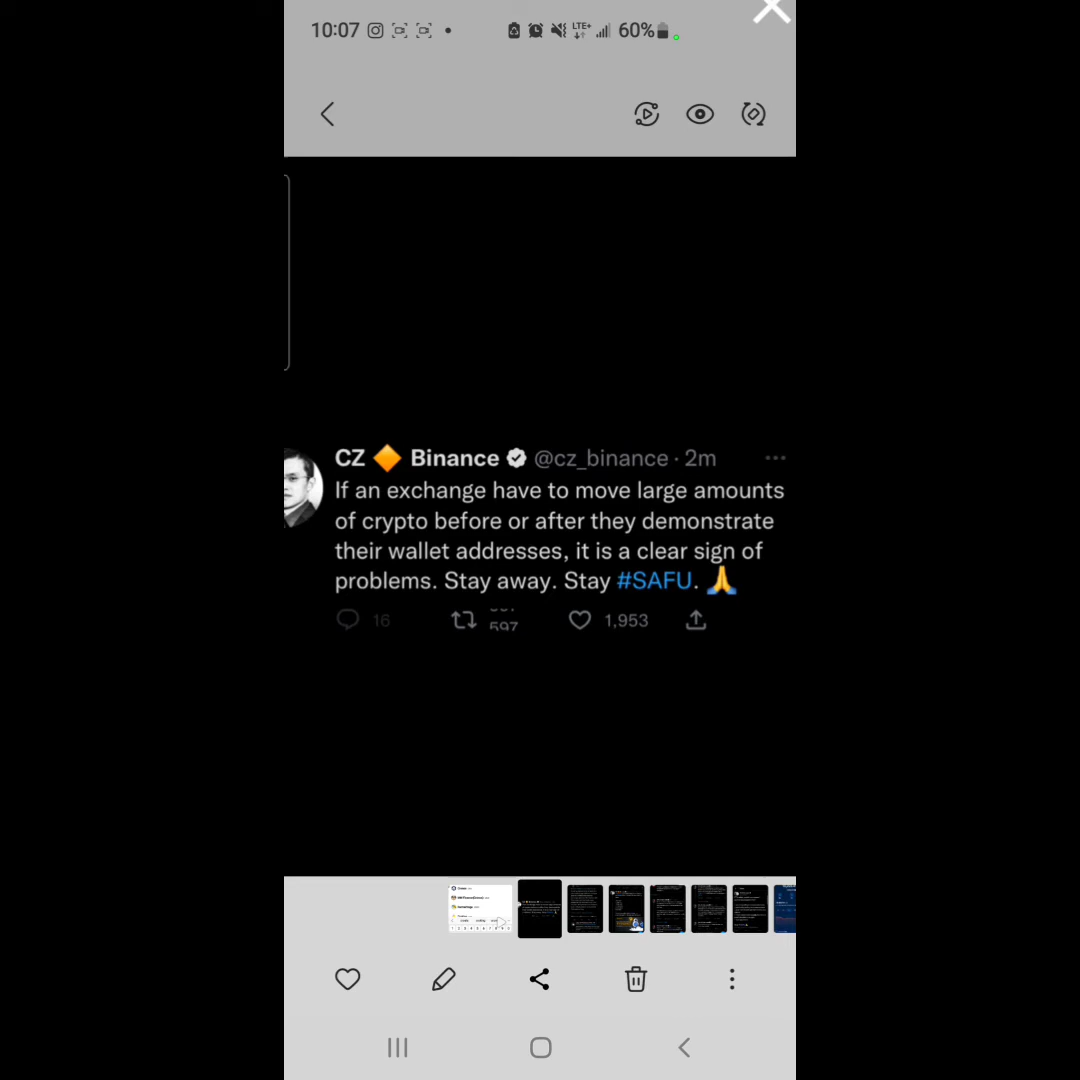 10:07 LTE+ 60%
CZ 🔶 Binance @cz_binance · 2m
If an exchange have to move large amounts
of crypto before or after they demonstrate
their wallet addresses, it is a clear sign of
problems. Stay away. Stay #SAFU. 🙏
16 597 1,953